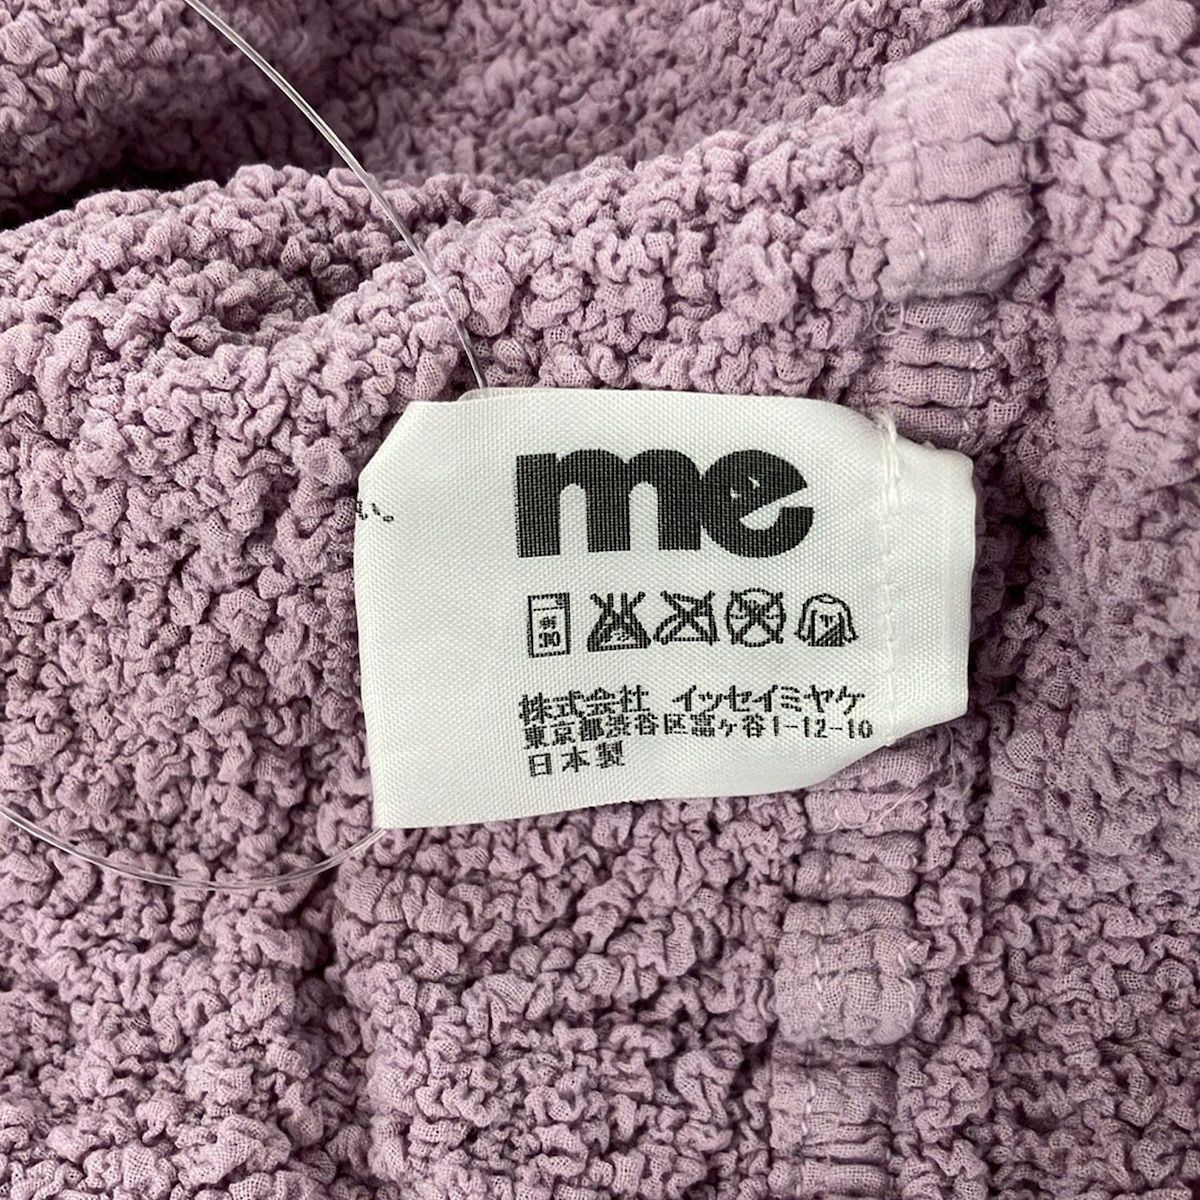 me
株式会社 イッセイミヤケ
東京都渋谷区富ヶ谷1-12-10
日本製